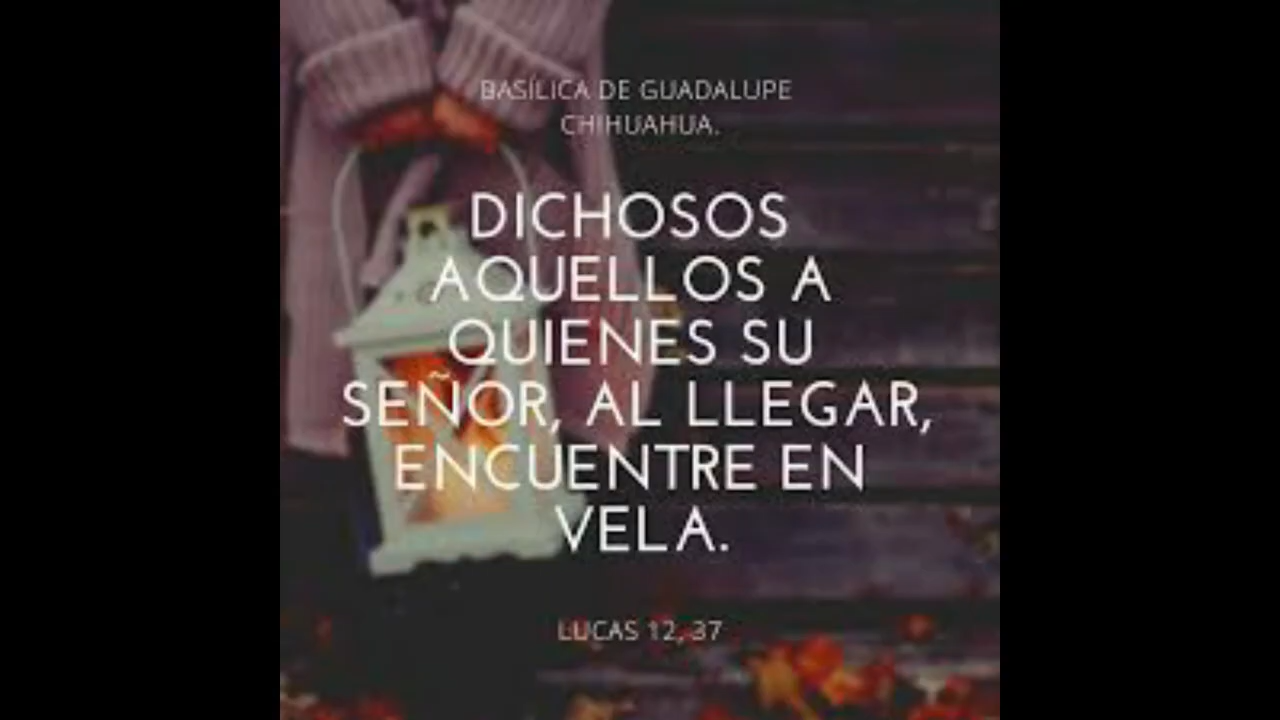 BASÍLICA DE GUADALUPE
CHIHUAHUA.
DICHOSOS
AQUELLOS A
QUIENES SU
SEÑOR, AL LLEGAR,
ENCUENTRE EN
VELA.
LUCAS 12, 37